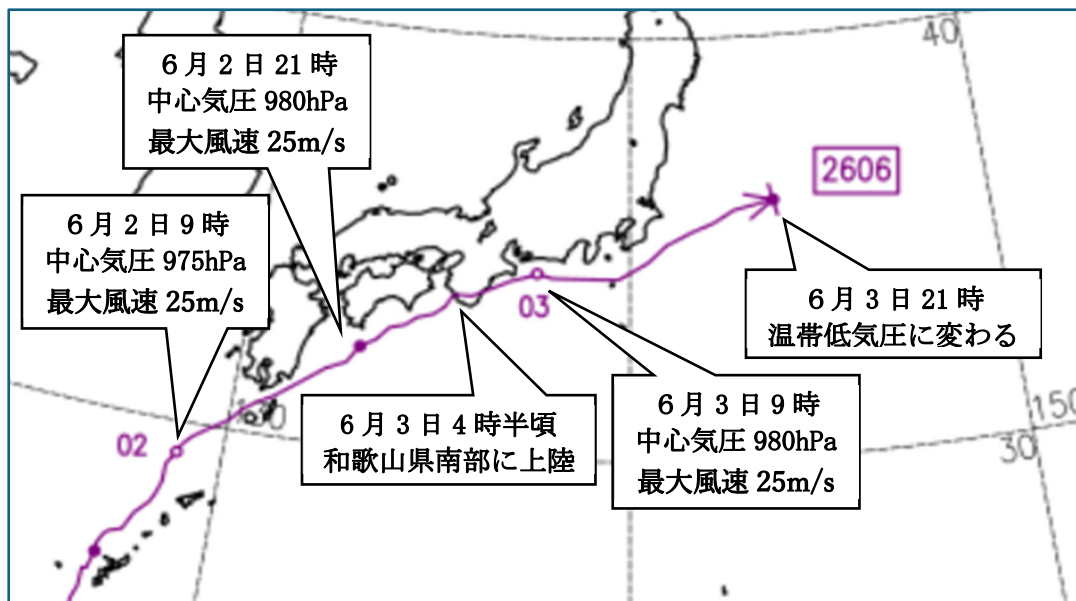 6月2日21時
中心気圧 980hPa
最大風速 25m/s
6月2日9時
中心気圧 975hPa
最大風速 25m/s
40
2606
6月3日21時
温帯低気圧に変わる
03
6月3日4時半頃
和歌山県南部に上陸
6月3日9時
中心気圧 980hPa
最大風速 25m/s
02
150
30